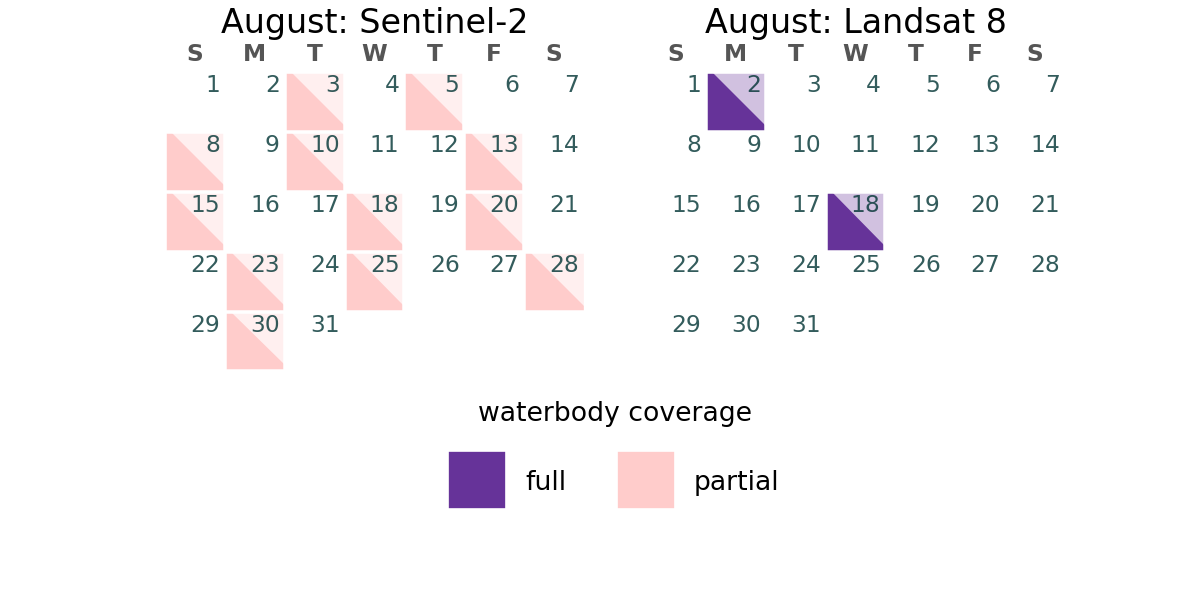 August: Sentinel-2
S M T W T F S
1 2 3 4 5 6 7
8 9 10 11 12 13 14
15 16 17 18 19 20 21
22 23 24 25 26 27 28
29 30 31
August: Landsat 8
S M T W T F S
1 2 3 4 5 6 7
8 9 10 11 12 13 14
15 16 17 18 19 20 21
22 23 24 25 26 27 28
29 30 31
waterbody coverage
full partial